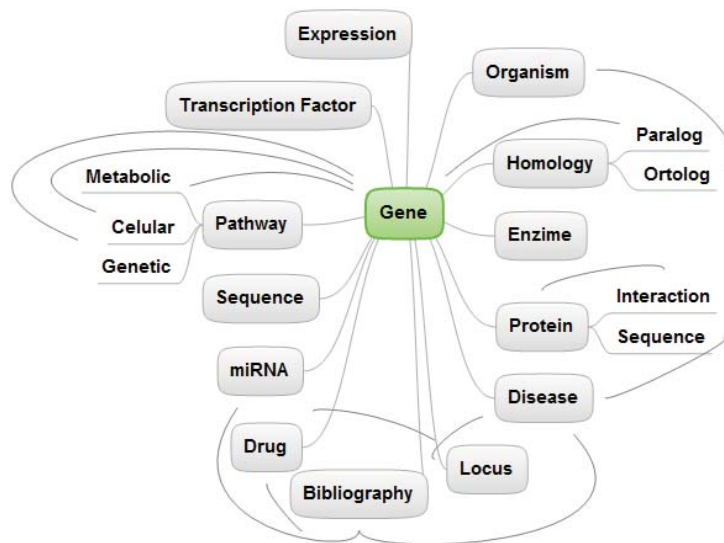 Expression
Organism
Transcription Factor
Paralog
Homology
Ortolog
Metabolic
Gene
Celular
Pathway
Enzime
Genetic
Sequence
Interaction
Protein
Sequence
miRNA
Disease
Drug
Locus
Bibliography